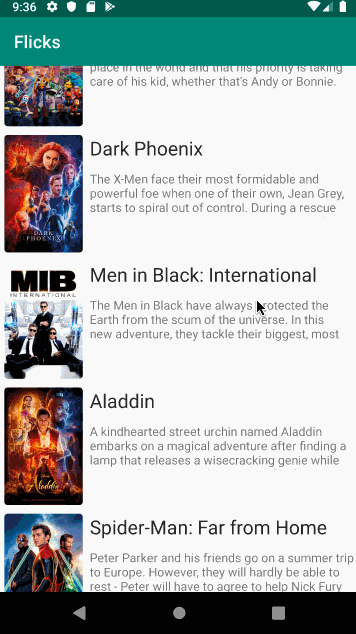 9:36
Flicks
place in the world and that his priority is taking
care of his kid, whether that's Andy or Bonnie.
Dark Phoenix
The X-Men face their most formidable and
powerful foe when one of their own, Jean Grey,
starts to spiral out of control. During a rescue
DARK
PHOENIX
Men in Black: International
MIB
INTERNATIONAL
The Men in Black have always protected the
Earth from the scum of the universe. In this
new adventure, they tackle their biggest, most
Aladdin
A kindhearted street urchin named Aladdin
embarks on a magical adventure after finding a
lamp that releases a wisecracking genie while
Aladdin
Spider-Man: Far from Home
Peter Parker and his friends go on a summer trip
to Europe. However, they will hardly be able to
rest - Peter will have to agree to help Nick Fury